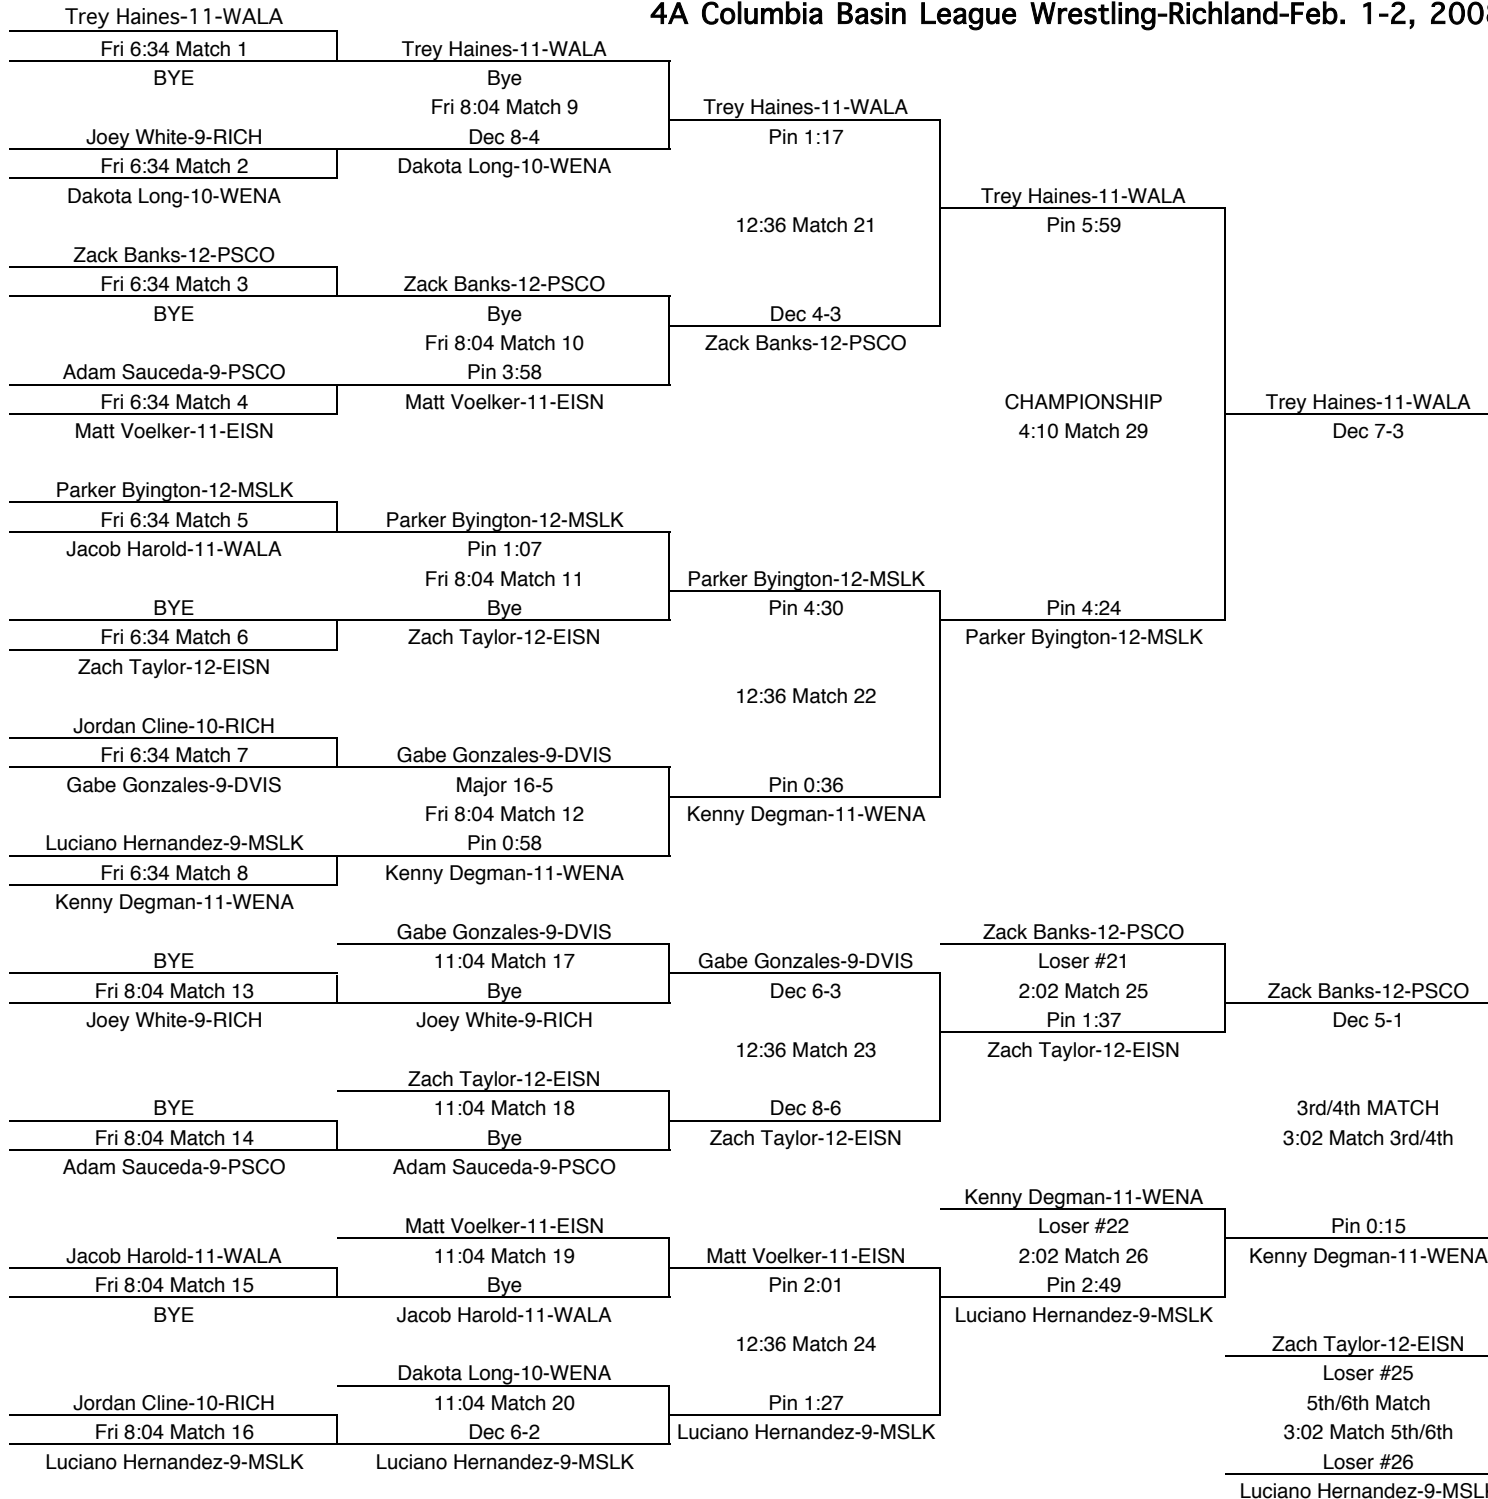 4A Columbia Basin League Wrestling-Richland-Feb. 1-2, 2008
Trey Haines-11-WALA
Fri 6:34 Match 1
BYE
Joey White-9-RICH
Fri 6:34 Match 2
Dakota Long-10-WENA
Zack Banks-12-PSCO
Fri 6:34 Match 3
BYE
Adam Sauceda-9-PSCO
Fri 6:34 Match 4
Matt Voelker-11-EISN
Parker Byington-12-MSLK
Fri 6:34 Match 5
Jacob Harold-11-WALA
BYE
Fri 6:34 Match 6
Zach Taylor-12-EISN
Jordan Cline-10-RICH
Fri 6:34 Match 7
Gabe Gonzales-9-DVIS
Luciano Hernandez-9-MSLK
Fri 6:34 Match 8
Kenny Degman-11-WENA
Trey Haines-11-WALA
Bye
Fri 8:04 Match 9
Dec 8-4
Dakota Long-10-WENA
Zack Banks-12-PSCO
Bye
Fri 8:04 Match 10
Pin 3:58
Matt Voelker-11-EISN
Parker Byington-12-MSLK
Pin 1:07
Fri 8:04 Match 11
Bye
Zach Taylor-12-EISN
Gabe Gonzales-9-DVIS
Major 16-5
Fri 8:04 Match 12
Pin 0:58
Kenny Degman-11-WENA
Trey Haines-11-WALA
Pin 1:17
12:36 Match 21
Dec 4-3
Zack Banks-12-PSCO
Parker Byington-12-MSLK
Pin 4:30
12:36 Match 22
Pin 0:36
Kenny Degman-11-WENA
Trey Haines-11-WALA
Pin 5:59
CHAMPIONSHIP
4:10 Match 29
Pin 4:24
Parker Byington-12-MSLK
Trey Haines-11-WALA
Dec 7-3
BYE
Fri 8:04 Match 13
Joey White-9-RICH
BYE
Fri 8:04 Match 14
Adam Sauceda-9-PSCO
Jacob Harold-11-WALA
Fri 8:04 Match 15
BYE
Jordan Cline-10-RICH
Fri 8:04 Match 16
Luciano Hernandez-9-MSLK
Gabe Gonzales-9-DVIS
11:04 Match 17
Bye
Joey White-9-RICH
Zach Taylor-12-EISN
11:04 Match 18
Bye
Adam Sauceda-9-PSCO
Matt Voelker-11-EISN
11:04 Match 19
Bye
Jacob Harold-11-WALA
Dakota Long-10-WENA
11:04 Match 20
Dec 6-2
Luciano Hernandez-9-MSLK
Gabe Gonzales-9-DVIS
Dec 6-3
12:36 Match 23
Dec 8-6
Zach Taylor-12-EISN
Matt Voelker-11-EISN
Pin 2:01
12:36 Match 24
Pin 1:27
Luciano Hernandez-9-MSLK
Zack Banks-12-PSCO
Loser #21
2:02 Match 25
Pin 1:37
Zach Taylor-12-EISN
Kenny Degman-11-WENA
Loser #22
2:02 Match 26
Pin 2:49
Luciano Hernandez-9-MSLK
Zack Banks-12-PSCO
Dec 5-1
3rd/4th MATCH
3:02 Match 3rd/4th
Pin 0:15
Kenny Degman-11-WENA
Zach Taylor-12-EISN
Loser #25
5th/6th Match
3:02 Match 5th/6th
Loser #26
Luciano Hernandez-9-MSLK